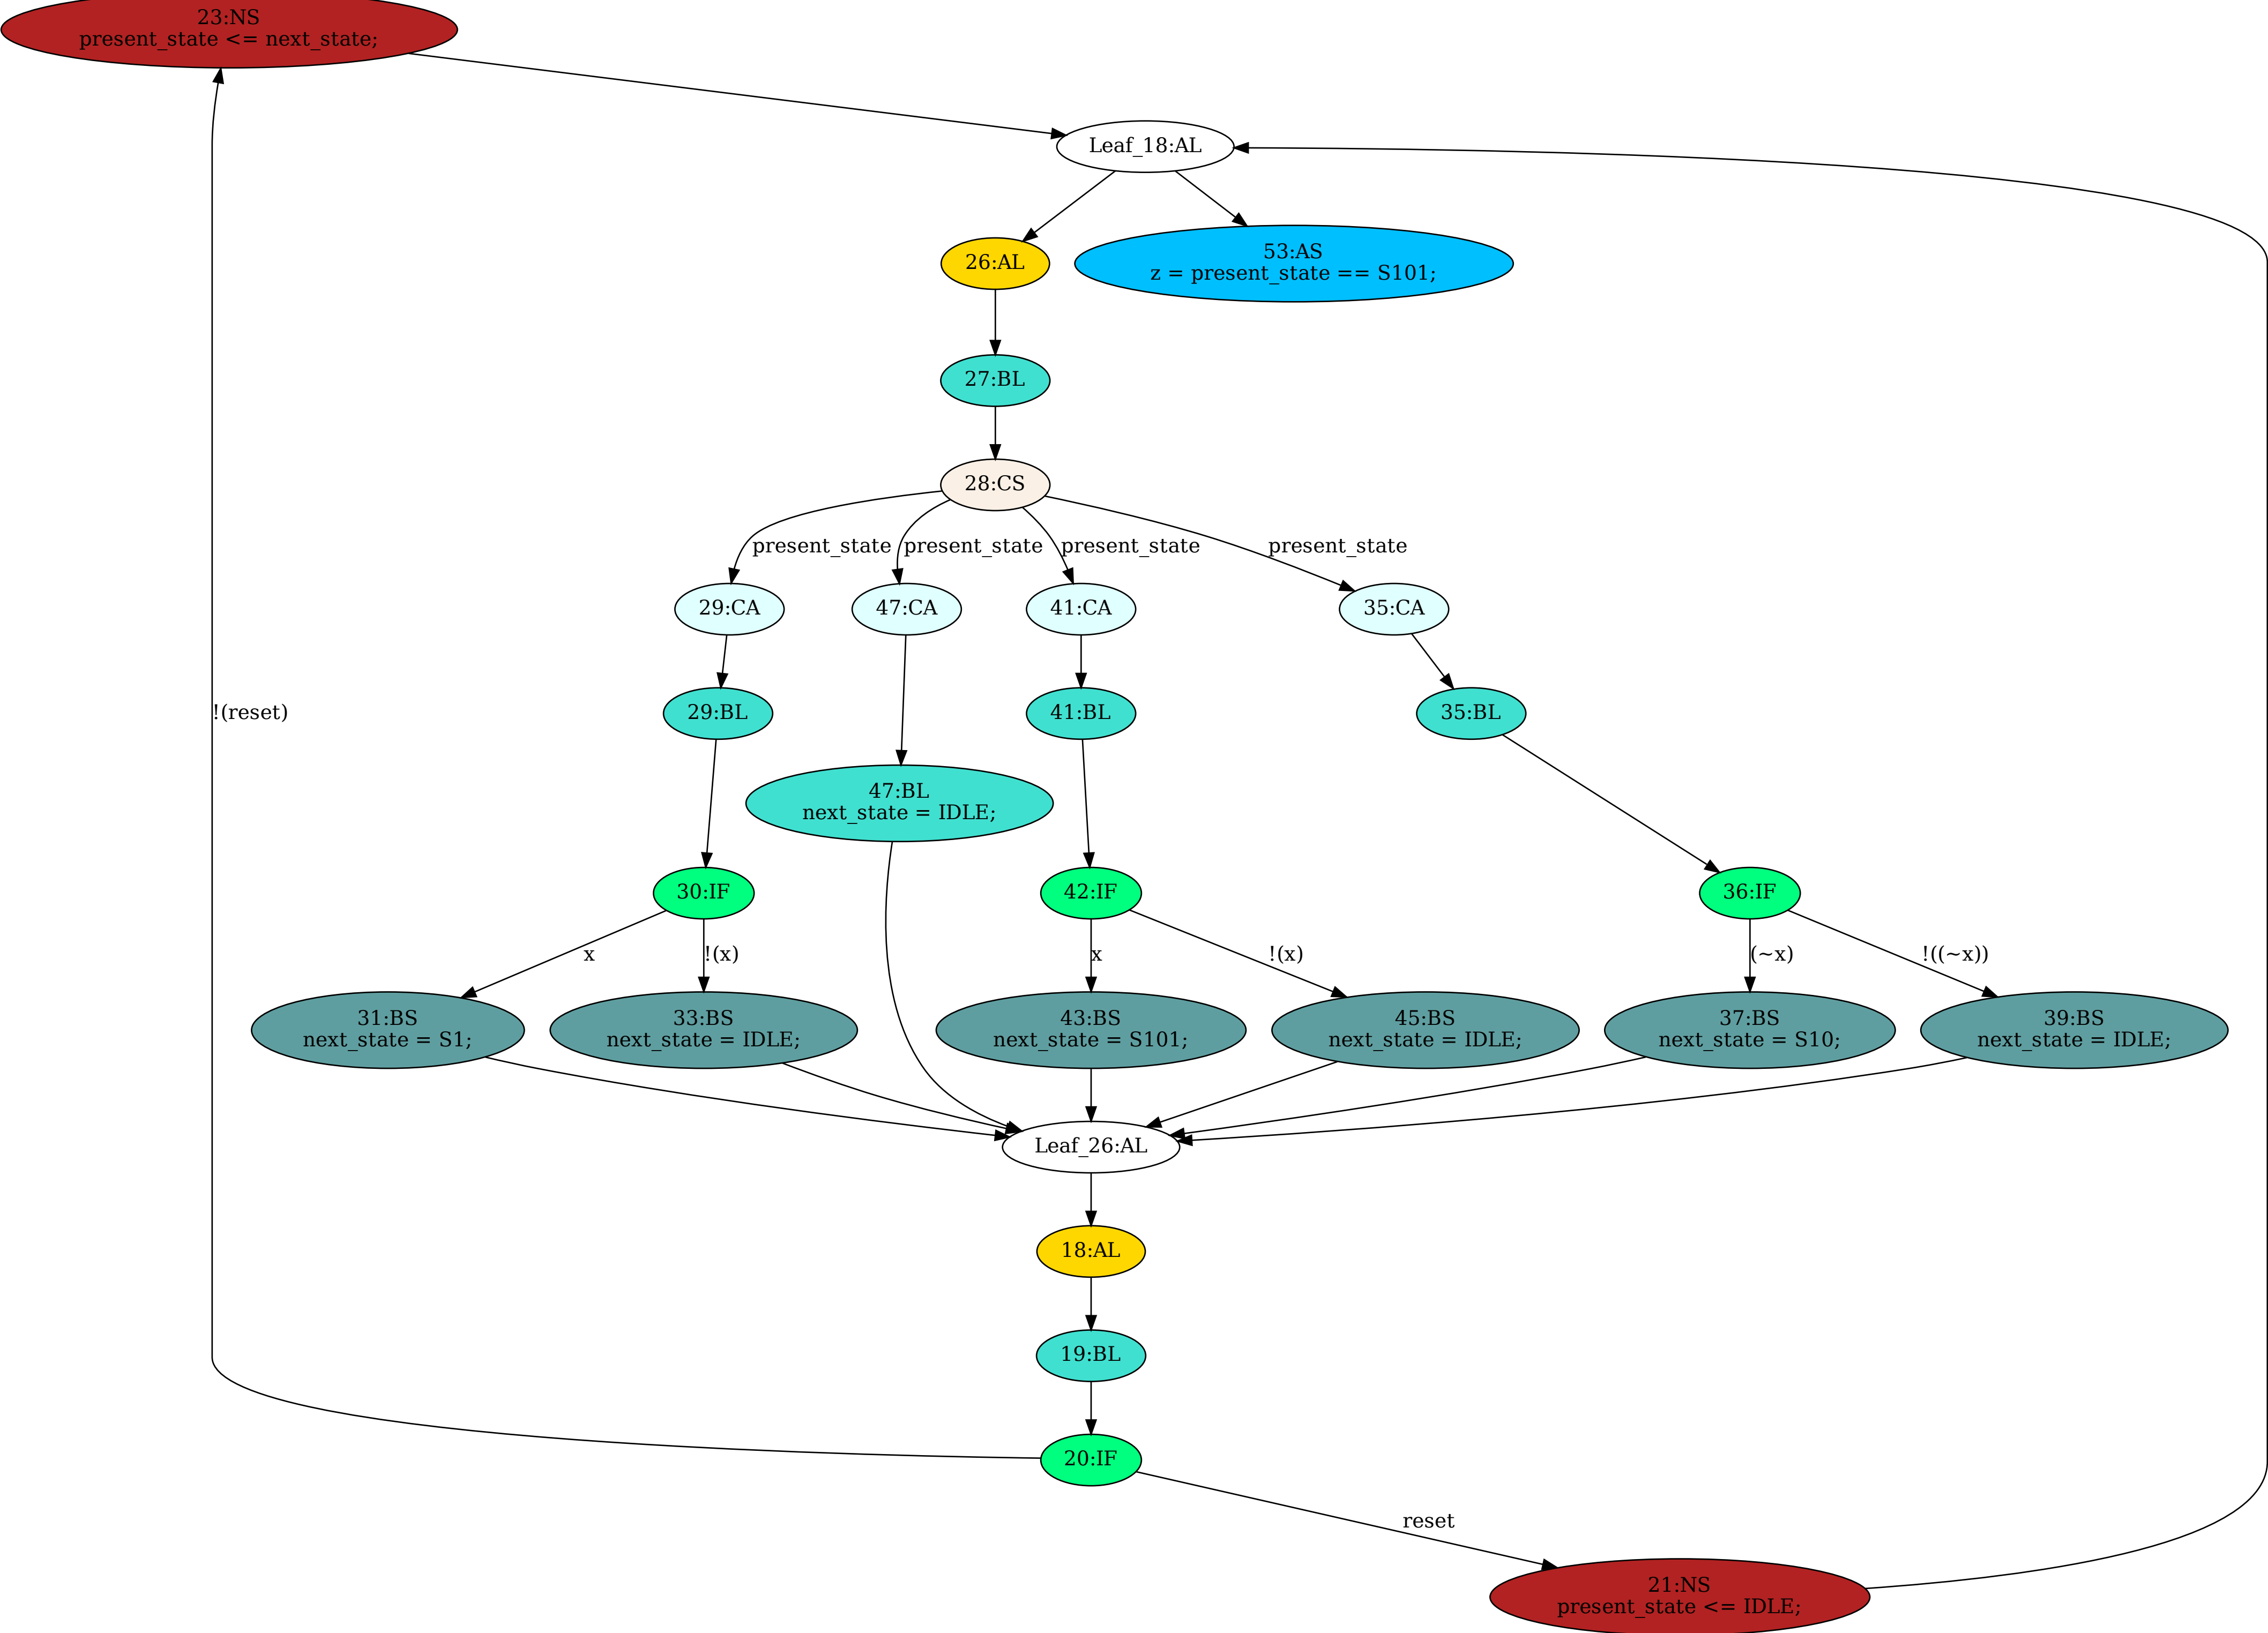 23:NS
present_state <= next_state;
Leaf_18:AL
26:AL
53:AS
z = present_state == S101;
27:BL
28:CS
present_state
present_state
present_state
present_state
29:CA
47:CA
41:CA
35:CA
!(reset)
29:BL
41:BL
35:BL
47:BL
next_state = IDLE;
30:IF
42:IF
36:IF
x
!(x)
x
!(x)
(~x)
!((~x))
31:BS
next_state = S1;
33:BS
next_state = IDLE;
43:BS
next_state = S101;
45:BS
next_state = IDLE;
37:BS
next_state = S10;
39:BS
next_state = IDLE;
Leaf_26:AL
18:AL
19:BL
20:IF
reset
21:NS
present_state <= IDLE;